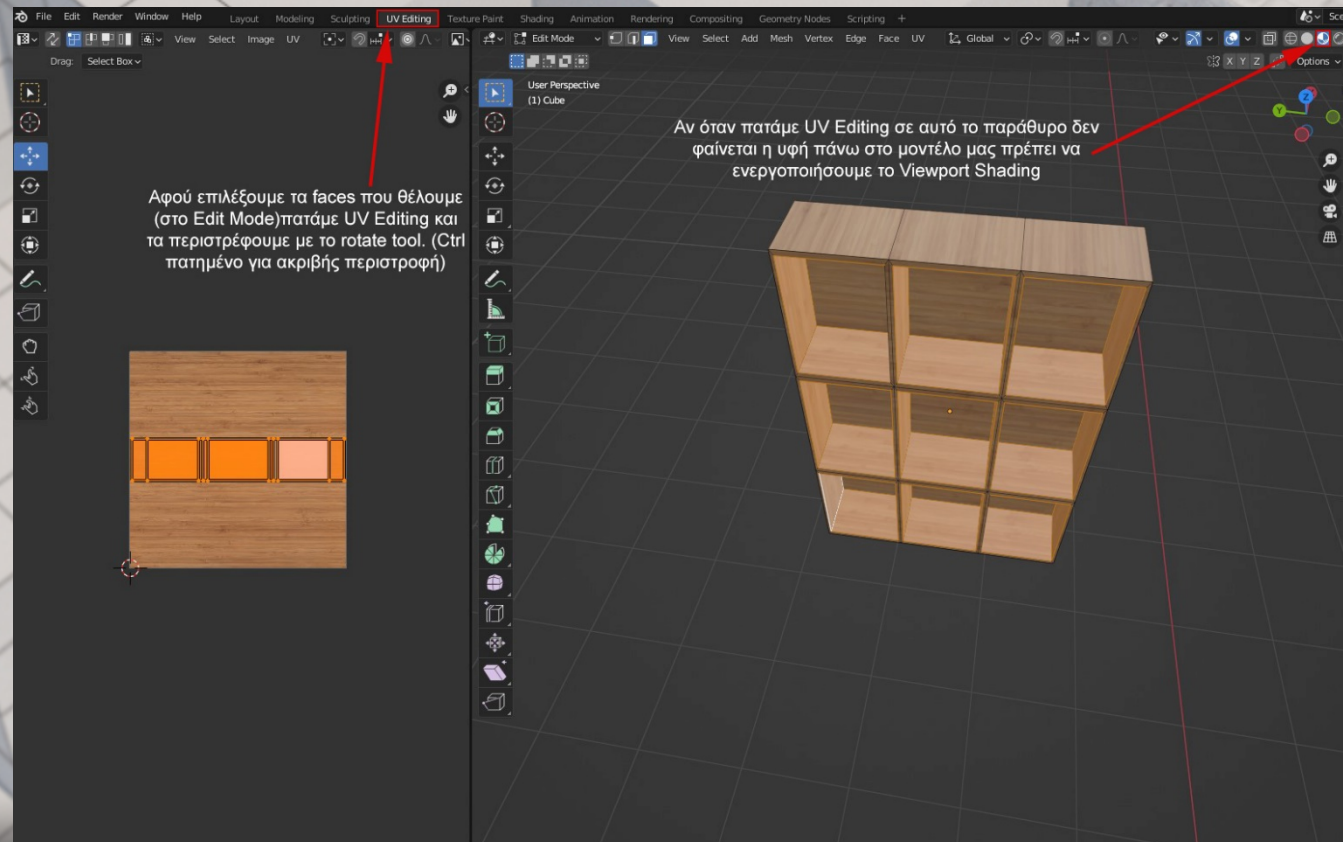 File Edit Render Window Help Layout Modeling Sculpting UV Editing Texture Paint Shading Animation Rendering Compositing Geometry Nodes Scripting + Sce
View Select Image UV Edit Mode View Select Add Mesh Vertex Edge Face UV Global
Drag: Select Box X Y Z Options
User Perspective
(1) Cube
Z
Y
Αν όταν πατάμε UV Editing σε αυτό το παράθυρο δεν
φαίνεται η υφή πάνω στο μοντέλο μας πρέπει να
ενεργοποιήσουμε το Viewport Shading
Αφού επιλέξουμε τα faces που θέλουμε
(στο Edit Mode)πατάμε UV Editing και
τα περιστρέφουμε με το rotate tool. (Ctrl
πατημένο για ακριβής περιστροφή)